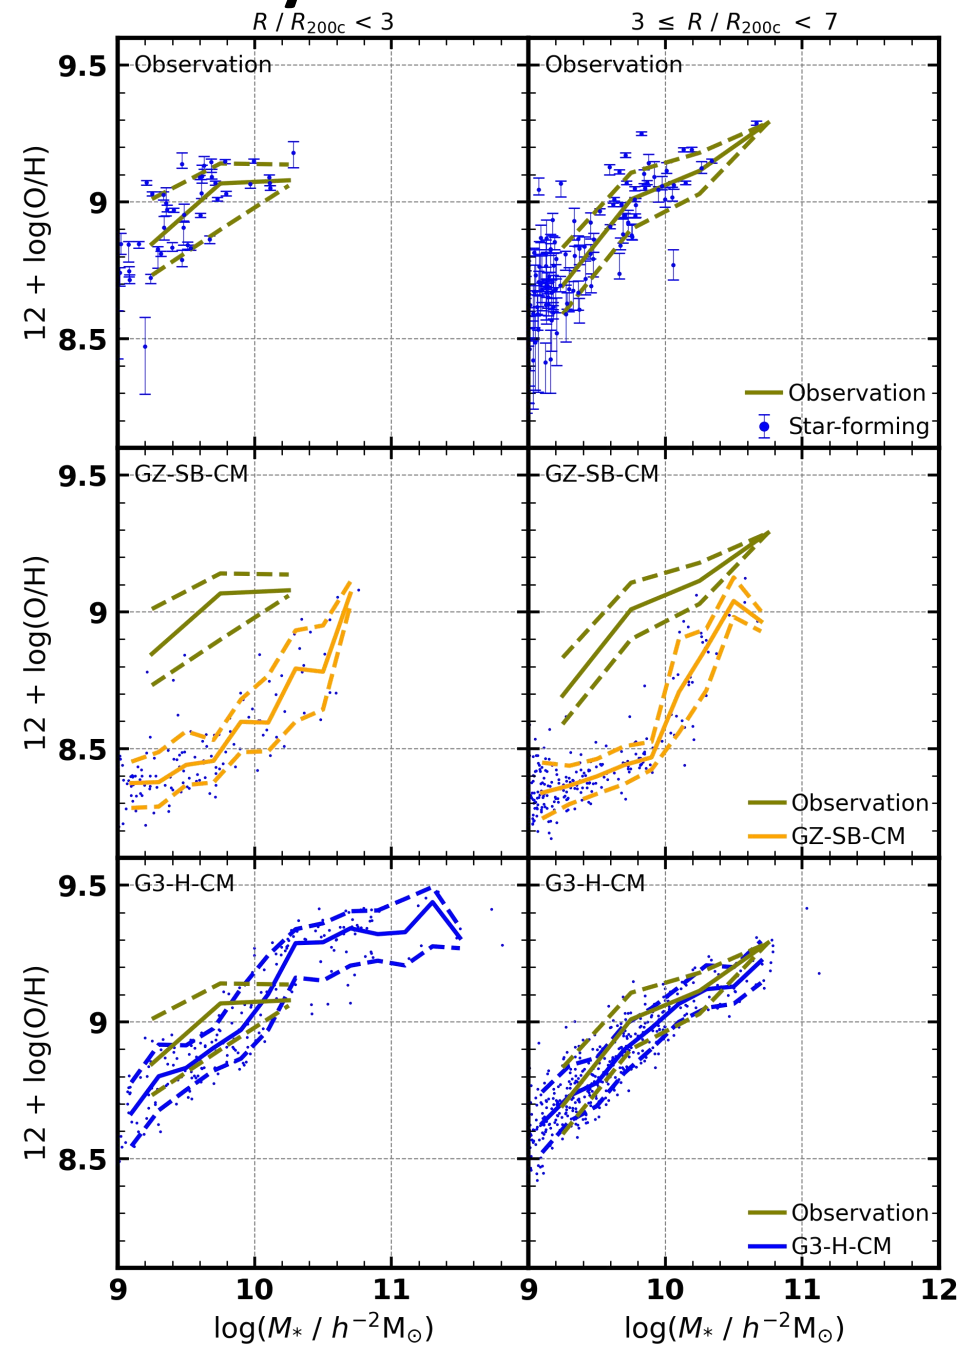 R / R200c < 3
3 ≤ R / R200c < 7
Observation
Observation
9.5
9
8.5
12 + log(O/H)
Observation
Star-forming
GZ-SB-CM
GZ-SB-CM
9.5
9
8.5
12 + log(O/H)
Observation
GZ-SB-CM
G3-H-CM
G3-H-CM
9.5
9
8.5
12 + log(O/H)
Observation
G3-H-CM
9 10 11 9 10 11 12
log(M* / h⁻²M⊙) log(M* / h⁻²M⊙)